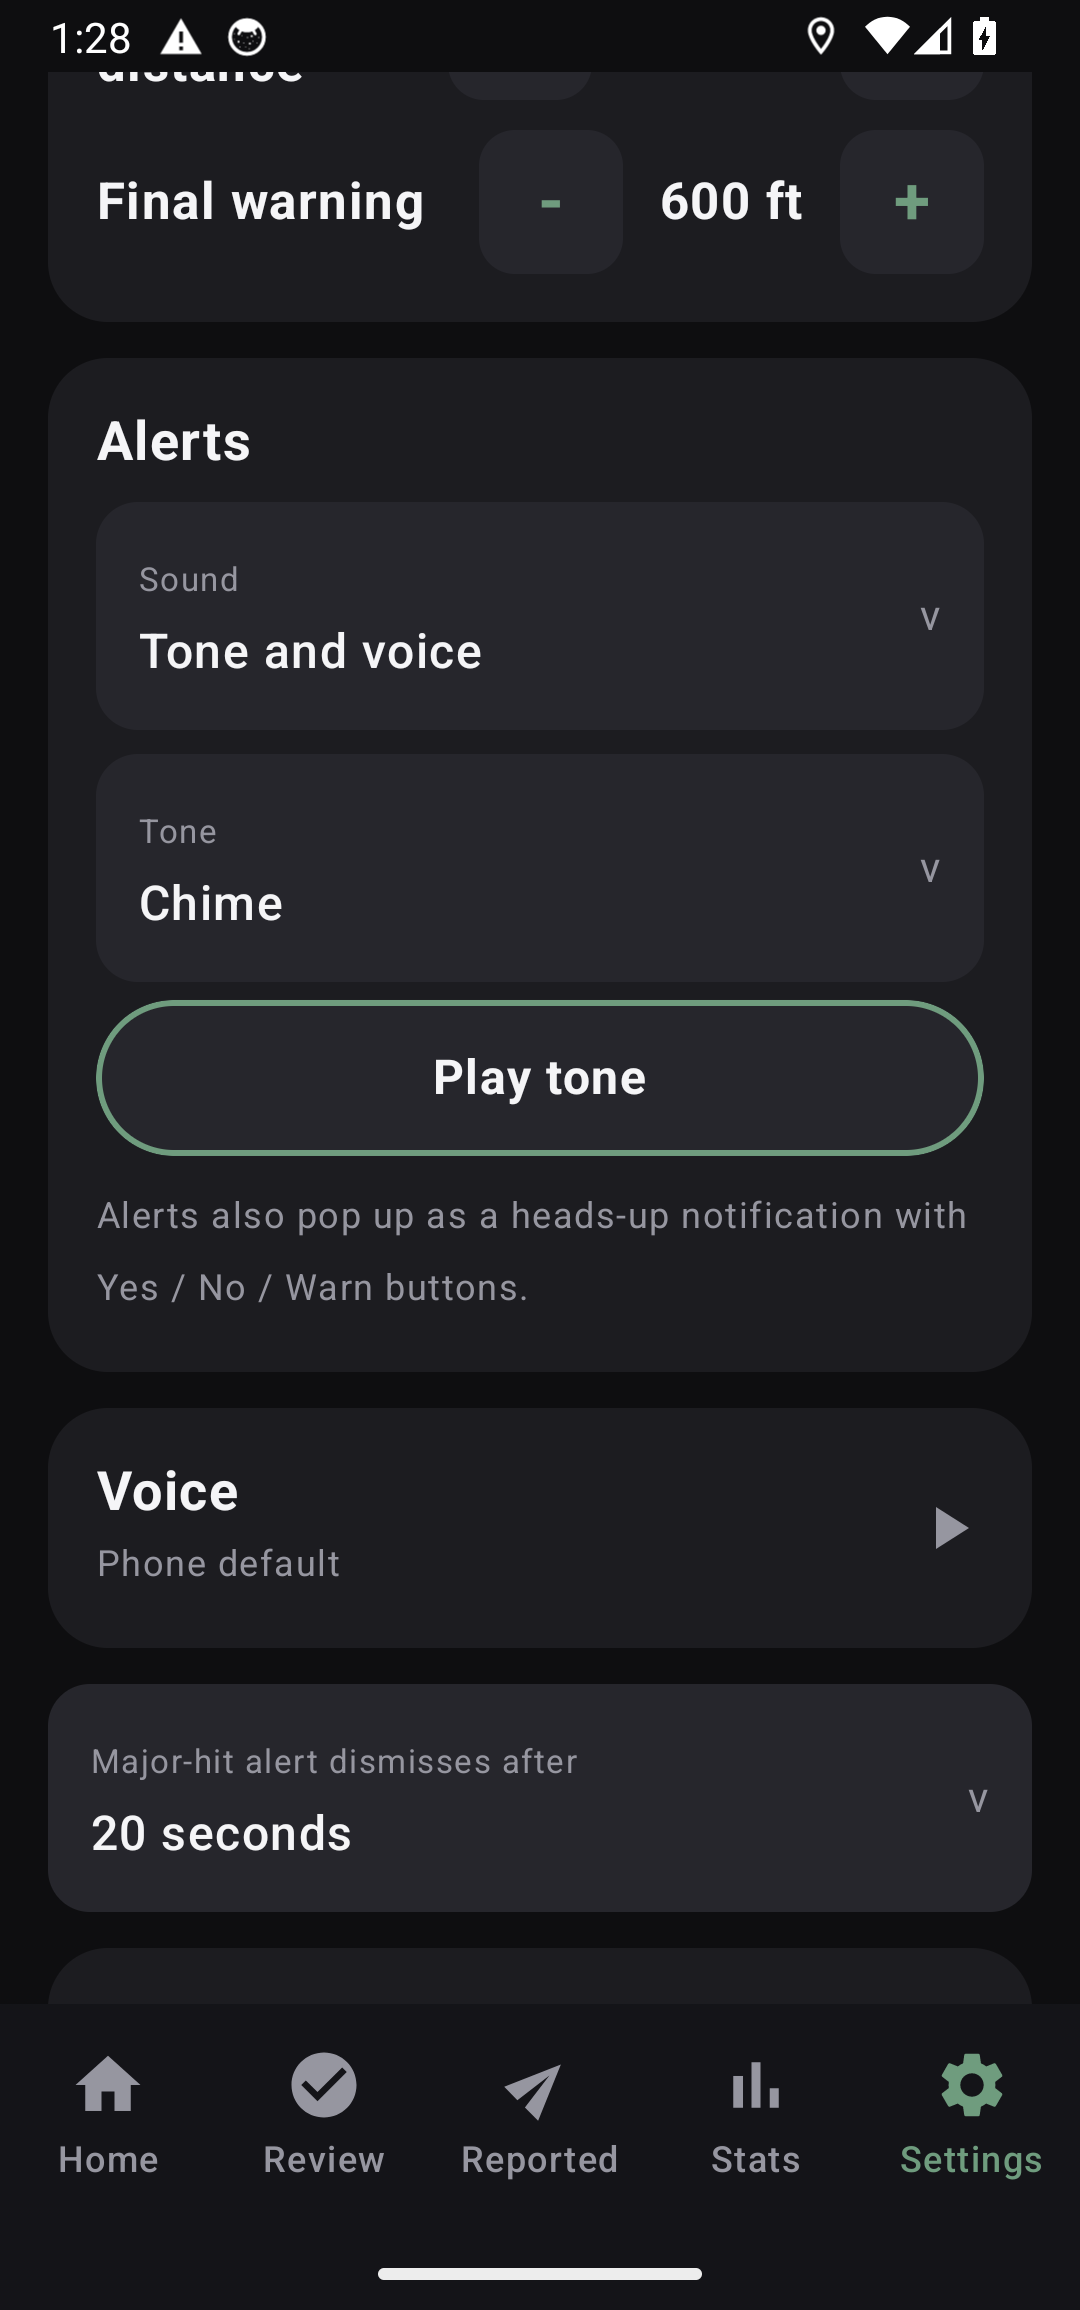 1:28
distance
Final warning - 600 ft +
Alerts
Sound
Tone and voice
v
Tone
Chime
v
Play tone
Alerts also pop up as a heads-up notification with
Yes / No / Warn buttons.
Voice
Phone default
Major-hit alert dismisses after
20 seconds
v
Home Review Reported Stats Settings